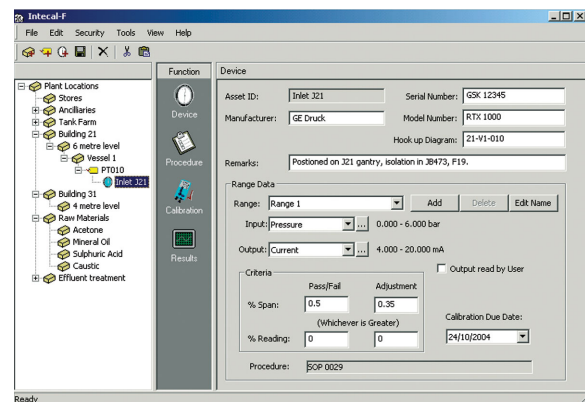 Intecal-F
File Edit Security Tools View Help
Plant Locations
Stores
Ancillaries
Tank Farm
Building 21
6 metre level
Vessel 1
PT010
Inlet J21
Building 31
4 metre level
Raw Materials
Acetone
Mineral Oil
Sulphuric Acid
Caustic
Effluent treatment
Function
Device
Procedure
Calibration
Results
Device
Asset ID: Inlet J21 Serial Number: GSK 12345
Manufacturer: GE Druck Model Number: RTX 1000
Hook up Diagram: 21-V1-010
Remarks: Postioned on J21 gantry, isolation in JB473, F19.
Range Data
Range: Range 1 Add Delete Edit Name
Input: Pressure ... 0.000 - 6.000 bar
Output: Current ... 4.000 - 20.000 mA
Criteria Output read by User
Pass/Fail Adjustment
% Span: 0.5 0.35
(Whichever is Greater) Calibration Due Date:
% Reading: 0 0 24/10/2004
Procedure: SOP 0029
Ready